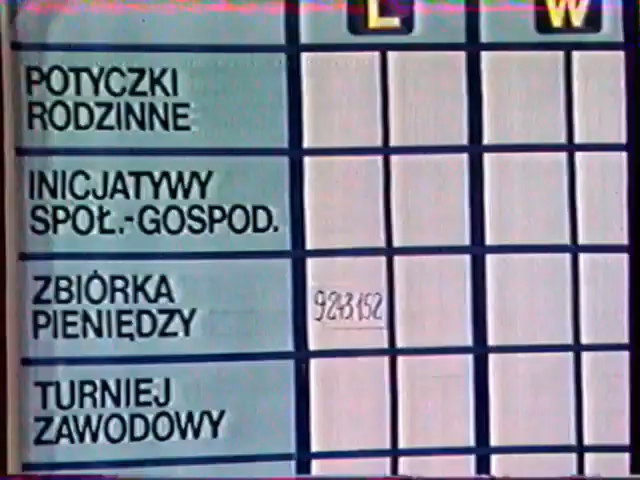 L W
POTYCZKI
RODZINNE
INICJATYWY
SPOŁ.-GOSPOD.
ZBIÓRKA
PIENIĘDZY
9243152
TURNIEJ
ZAWODOWY